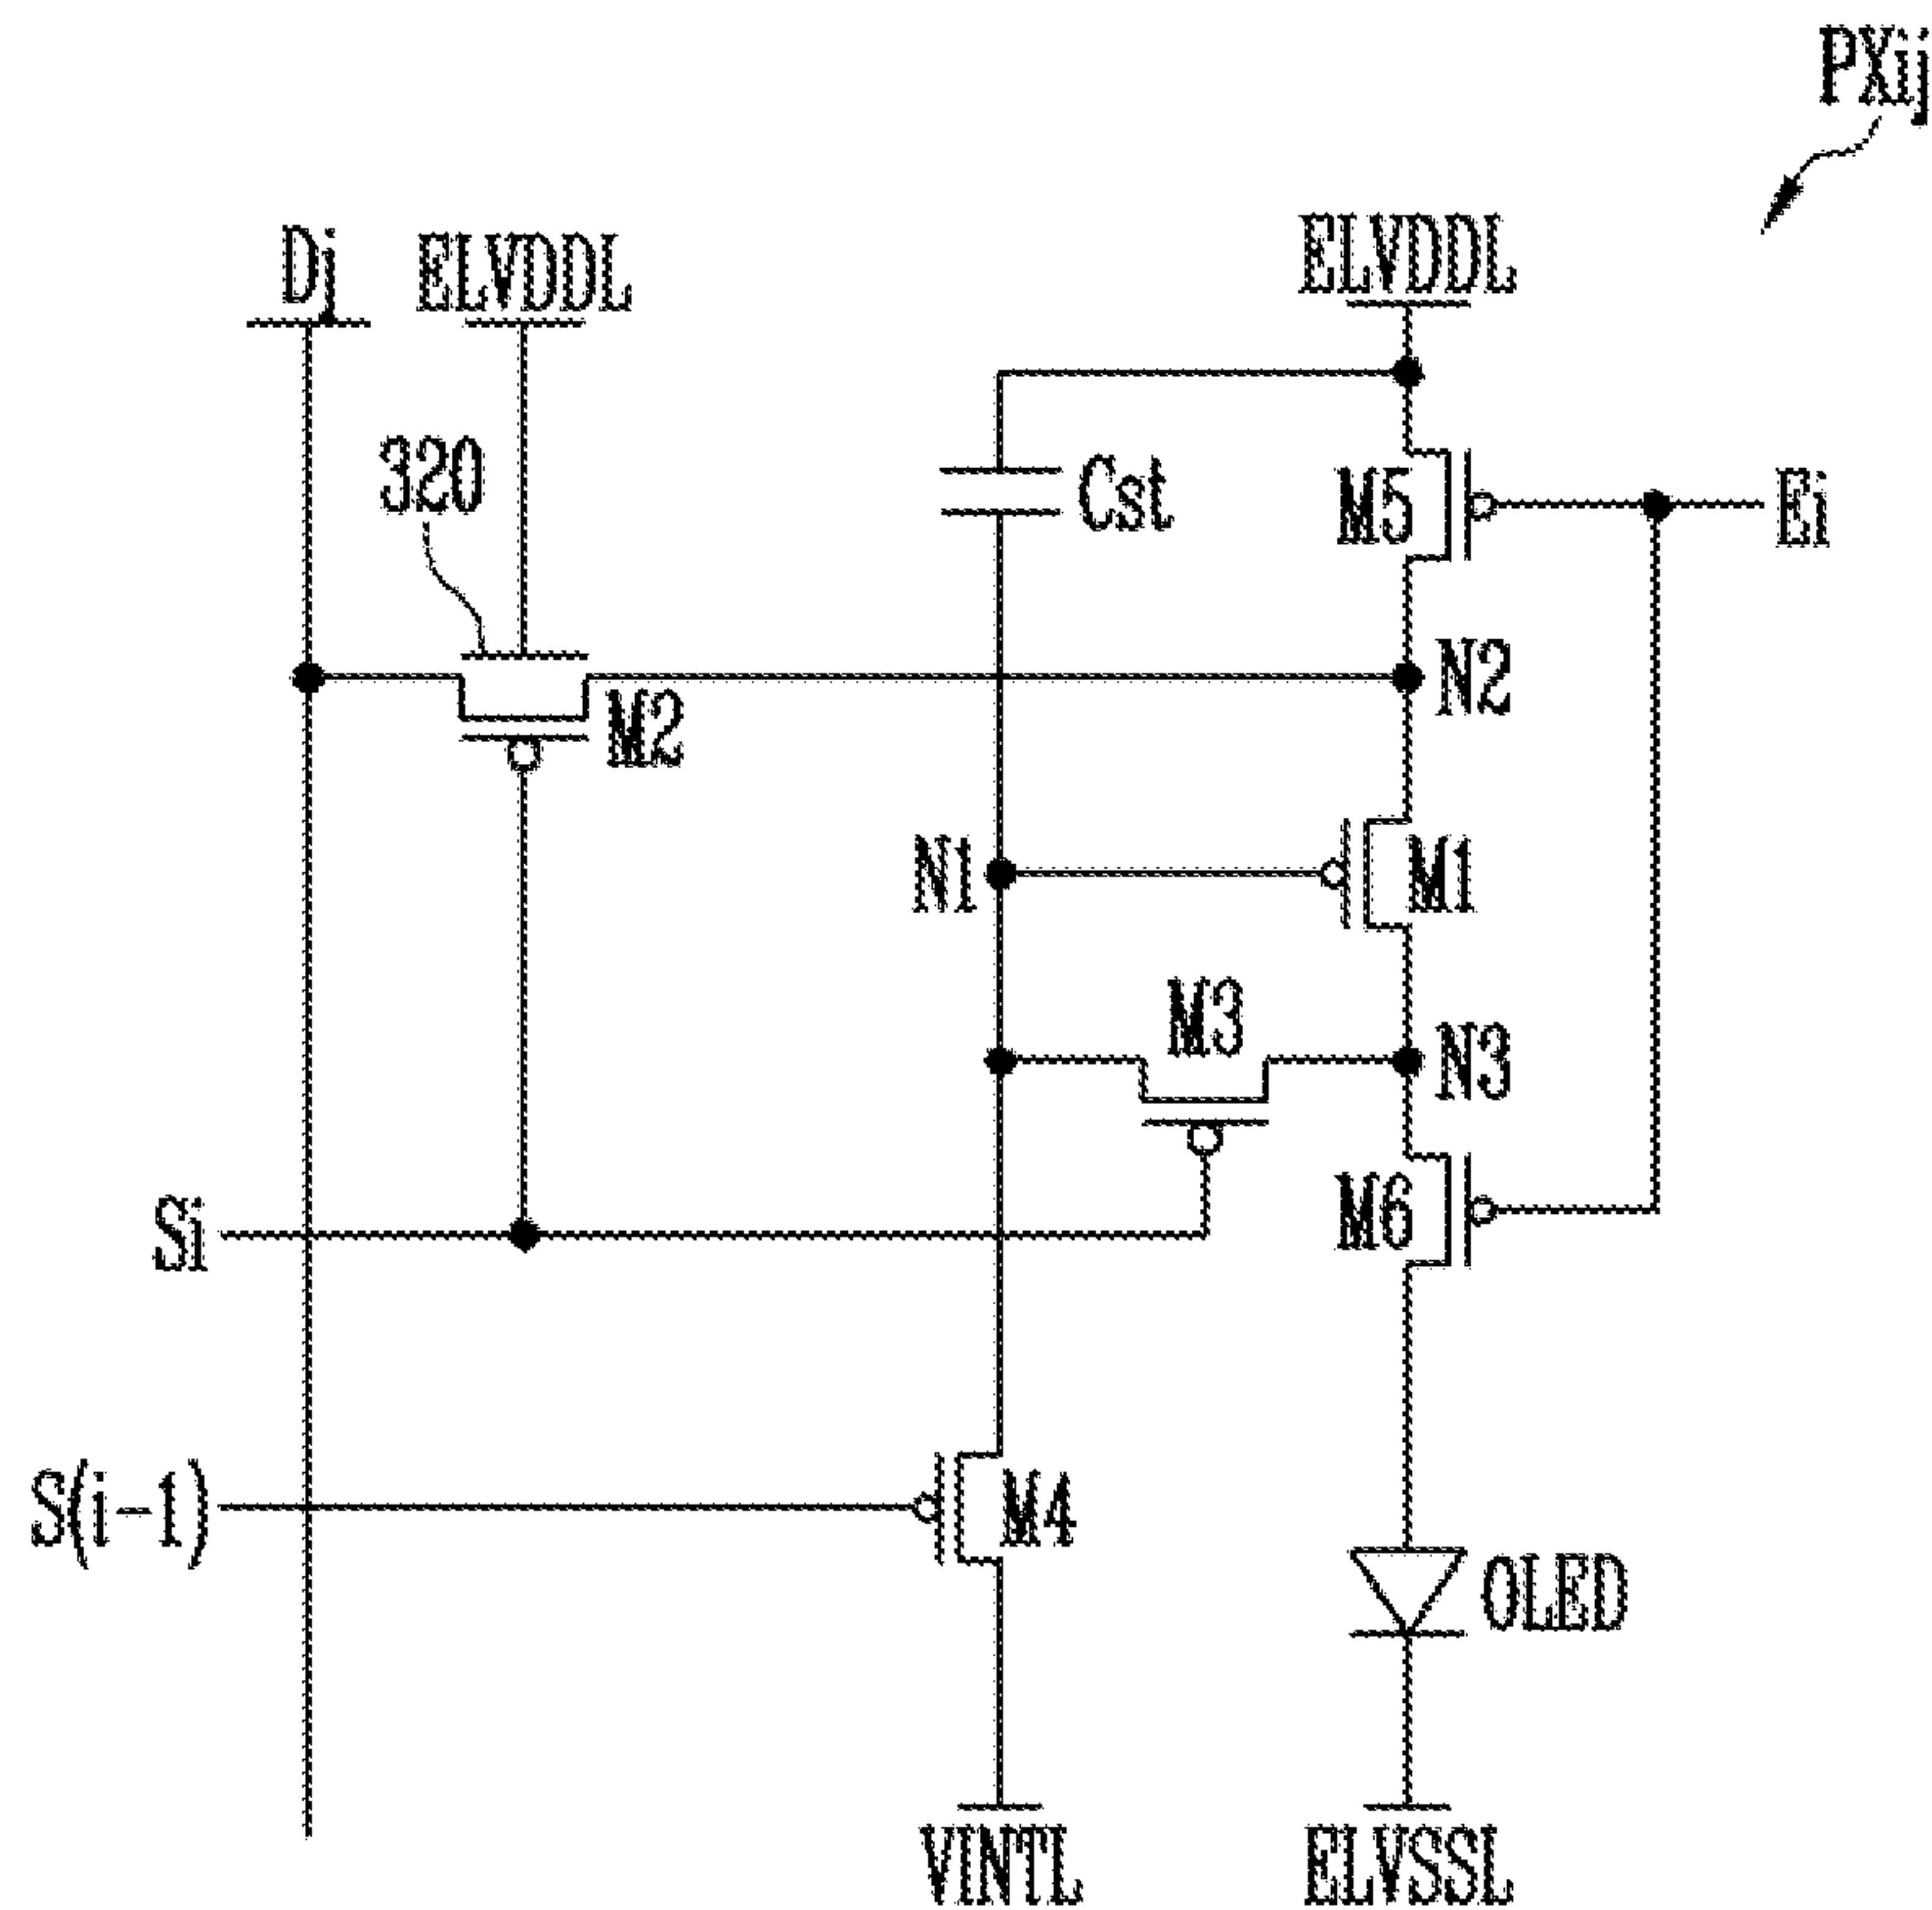 PXij
Dj
ELVDDL
ELVDDL
320
Cst
M5
Ei
M2
N2
N1
M1
M3
N3
Si
M6
S(i-1)
M4
OLED
VINTL
ELVSSL